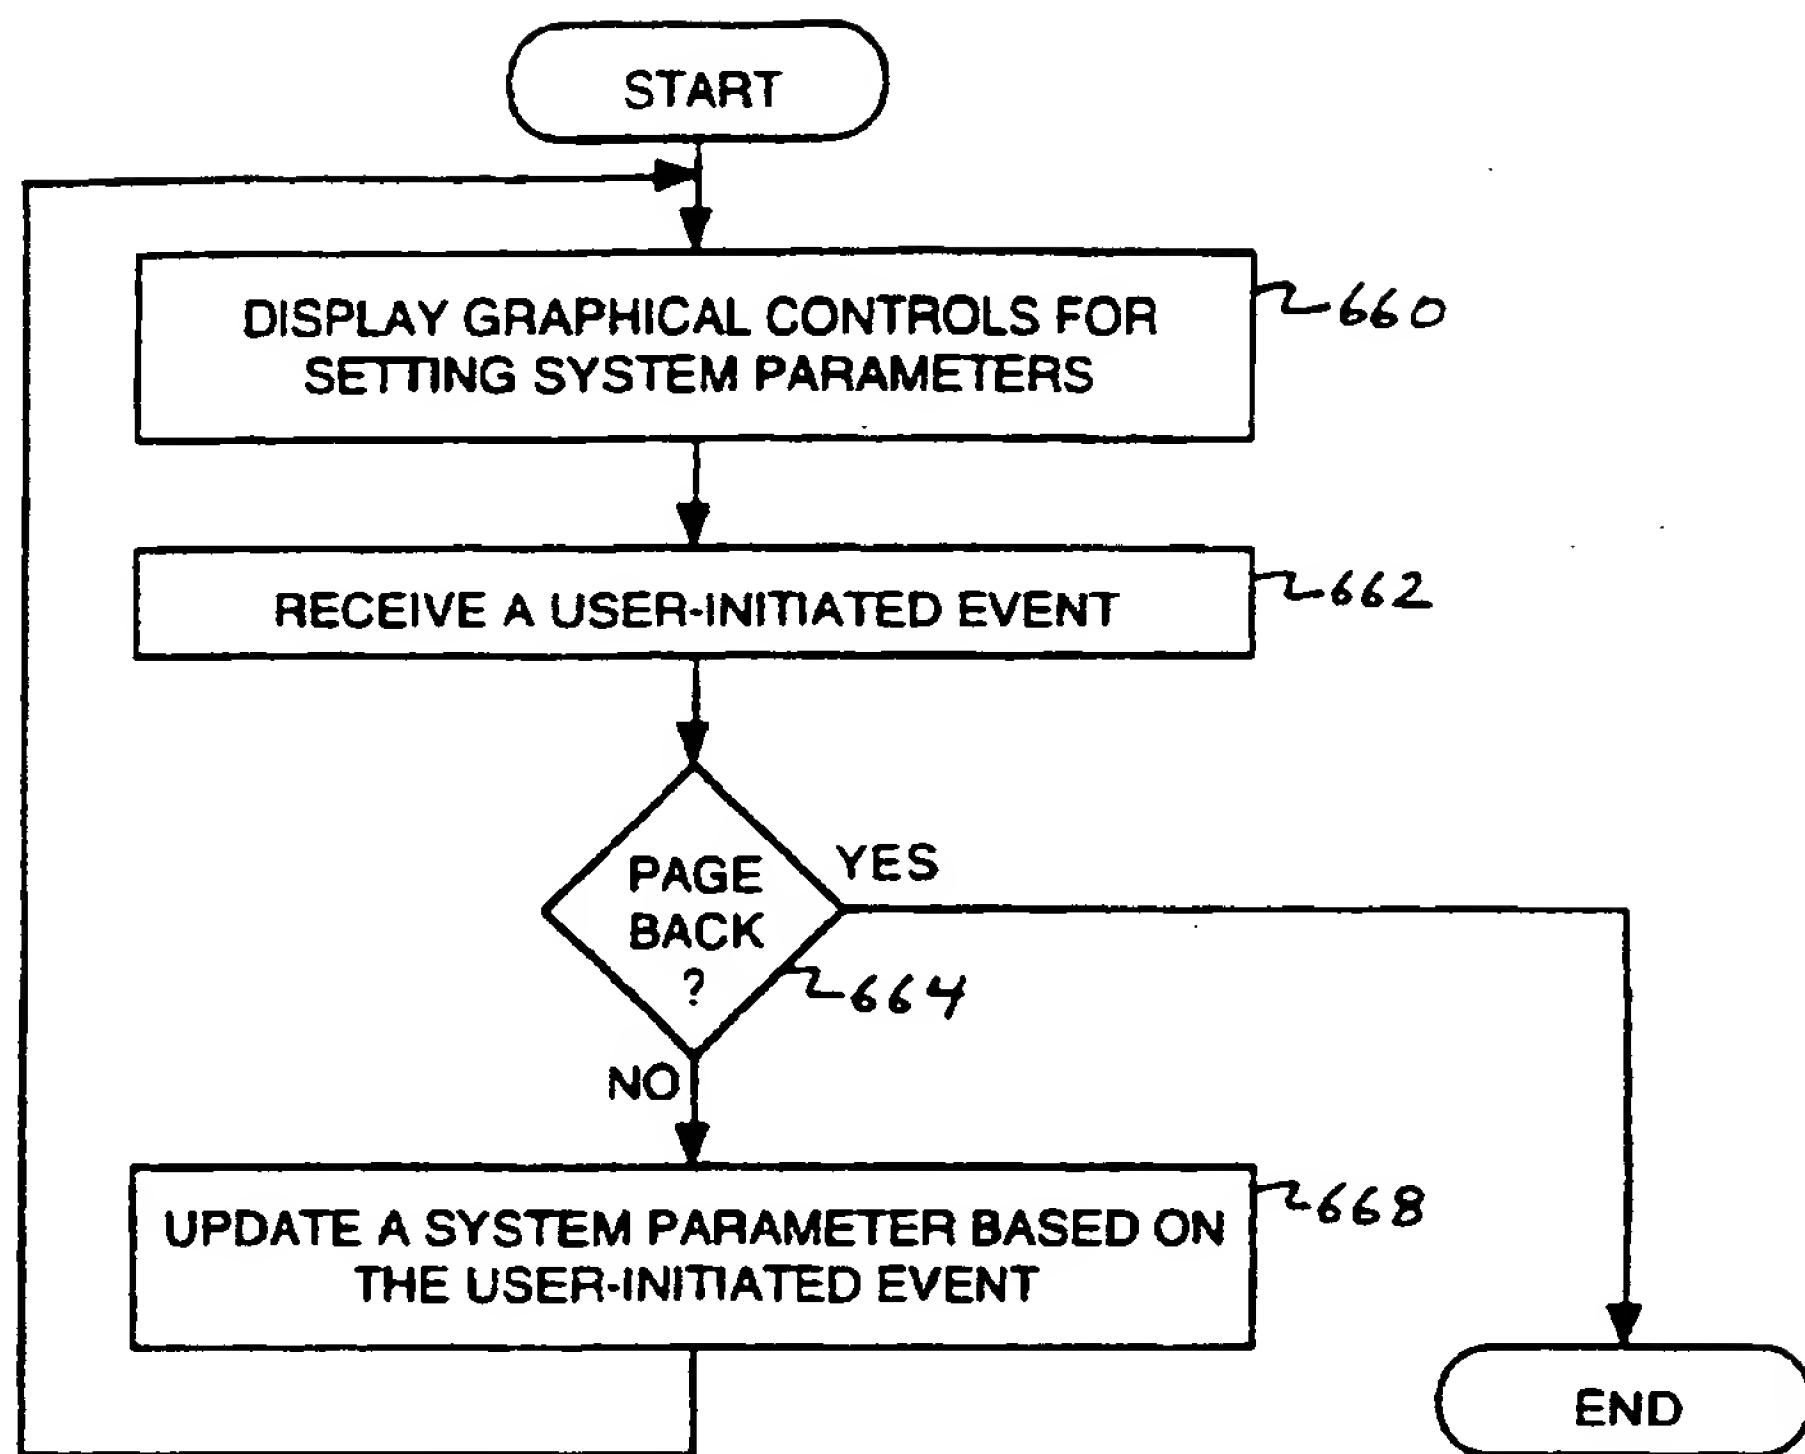 START
DISPLAY GRAPHICAL CONTROLS FOR
SETTING SYSTEM PARAMETERS
660
RECEIVE A USER-INITIATED EVENT
662
PAGE
BACK
?
YES
664
NO
UPDATE A SYSTEM PARAMETER BASED ON
THE USER-INITIATED EVENT
668
END